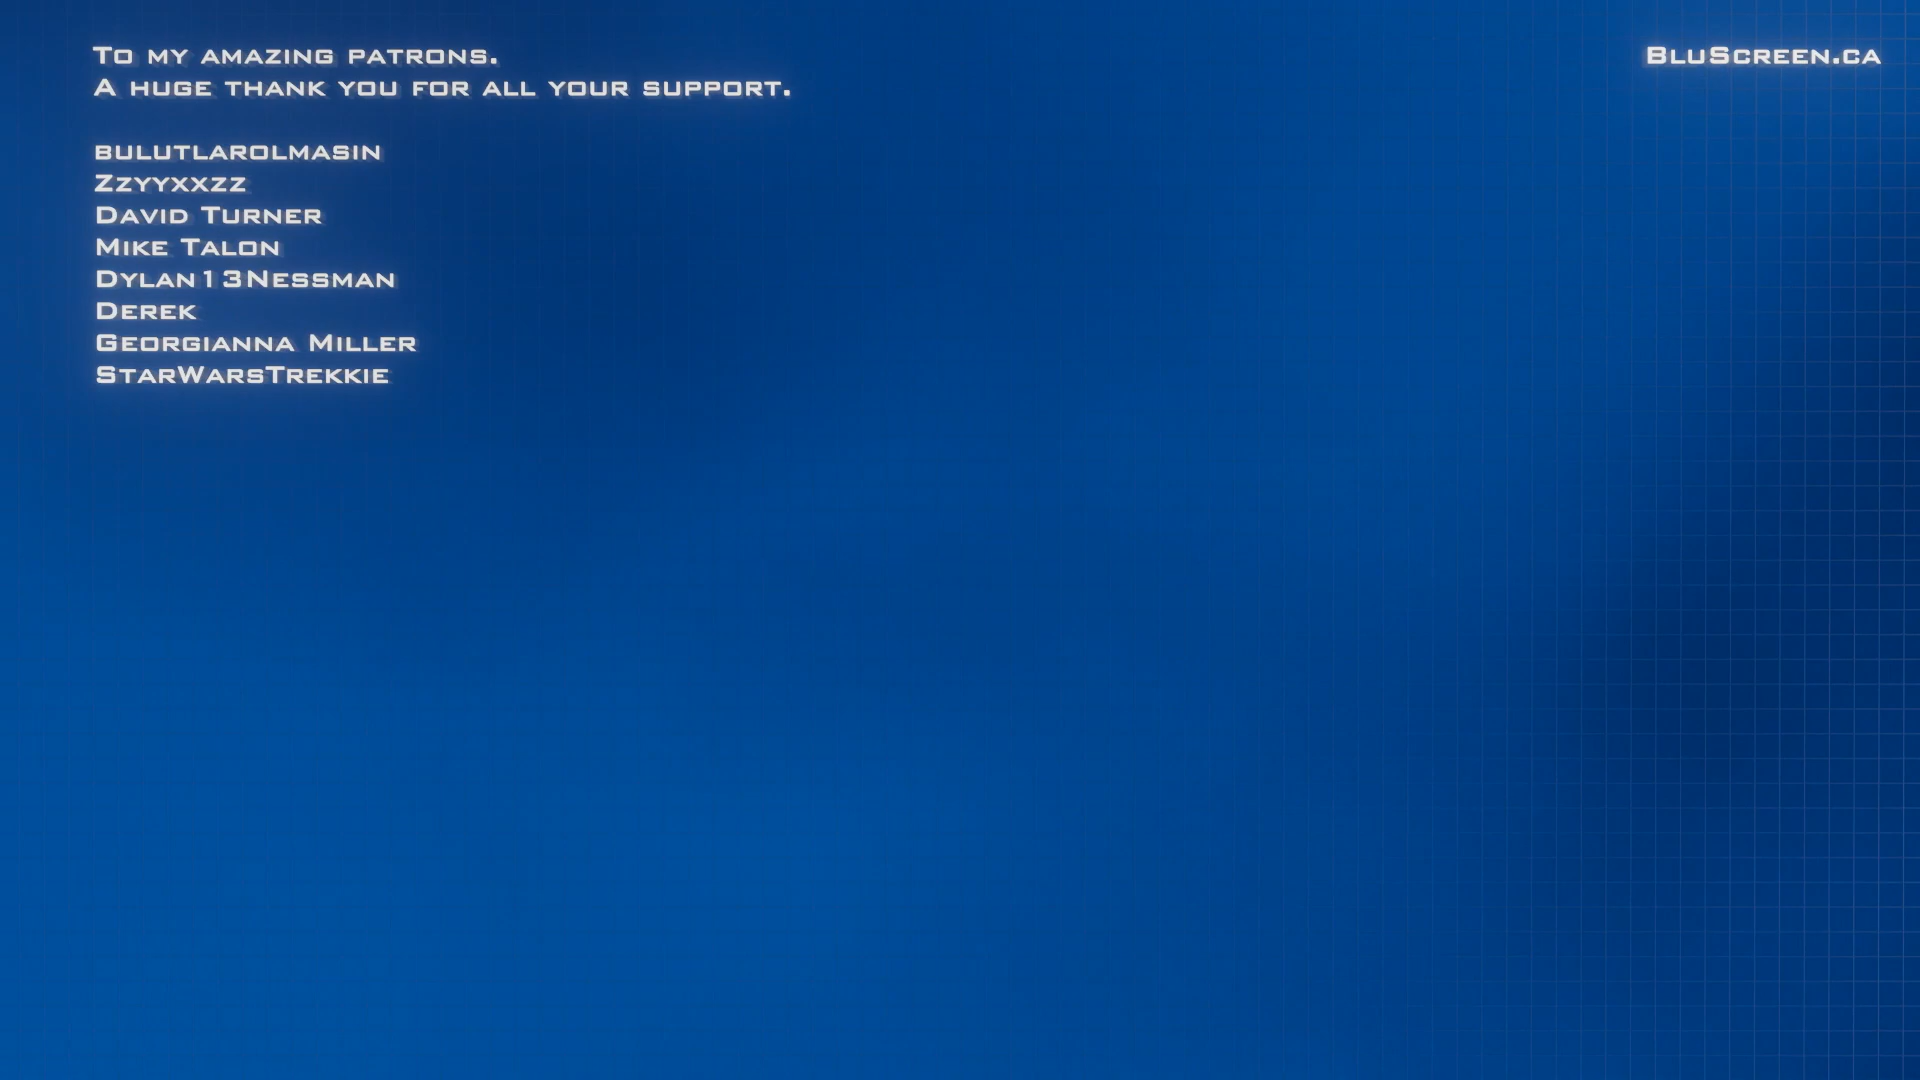 To my amazing patrons.
A huge thank you for all your support.
bulutlarolmasin
Zzyyxxzz
David Turner
Mike Talon
Dylan13Nessman
Derek
Georgianna Miller
StarWarsTrekkie
BluScreen.ca